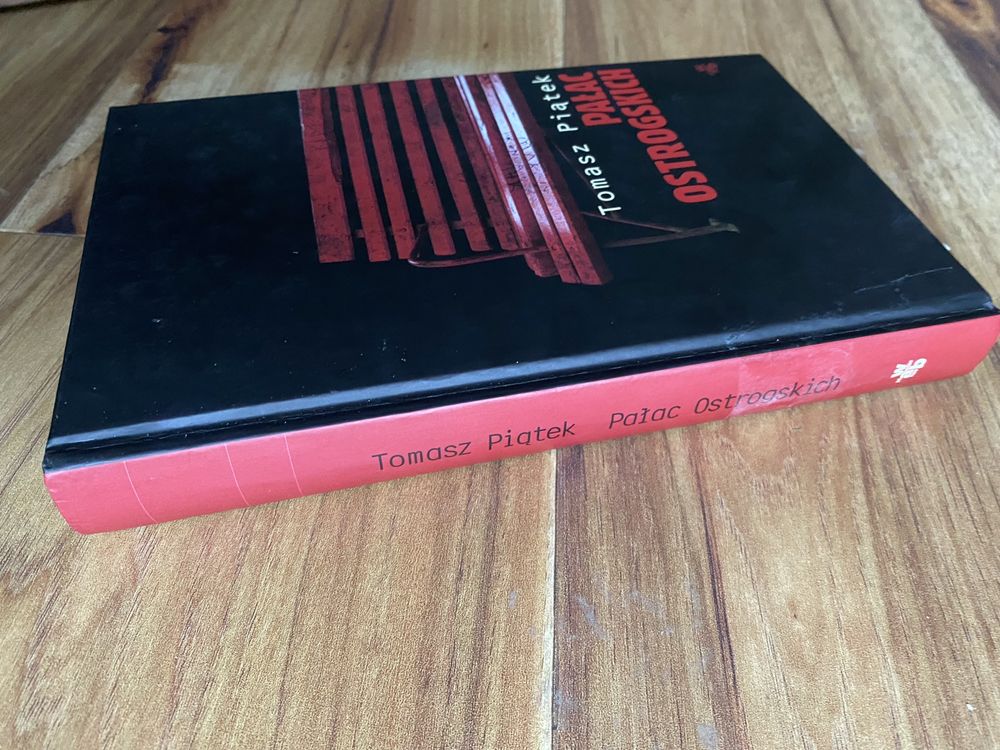 Tomasz Piątek
PAŁAC
OSTROGSKICH
Tomasz Piątek Pałac Ostrogskich